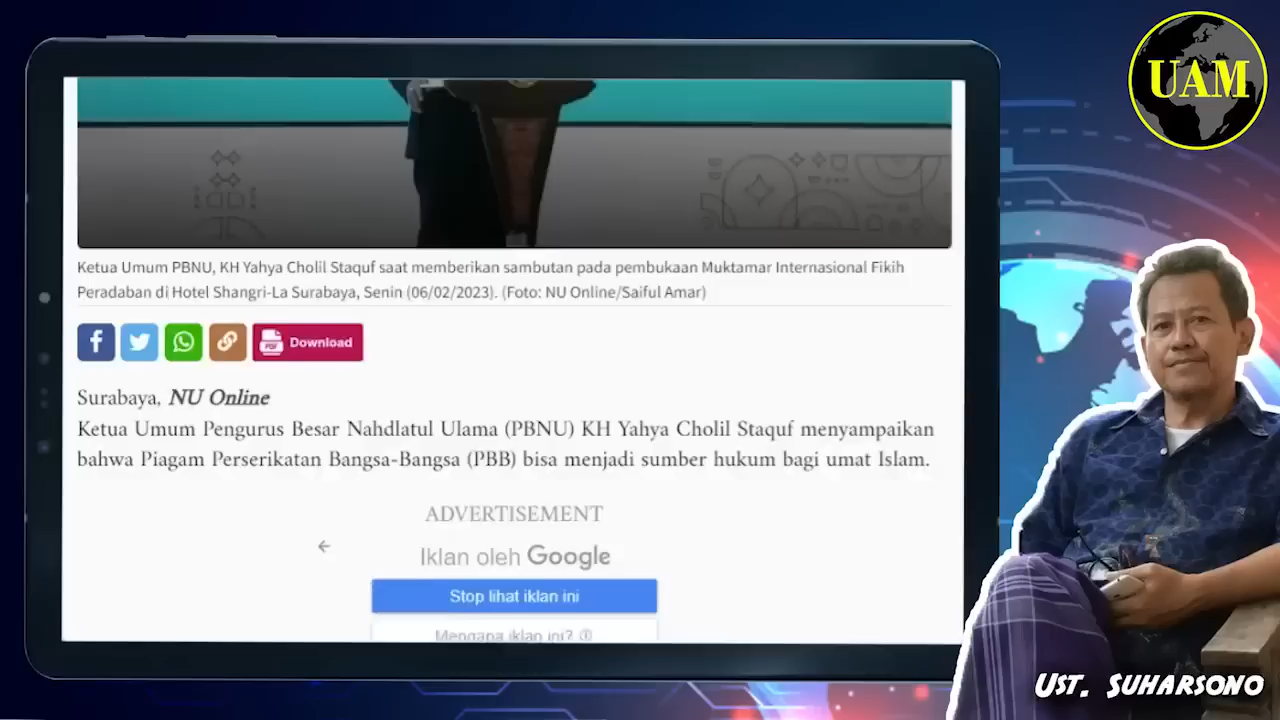 UAM
Ketua Umum PBNU, KH Yahya Cholil Staquf saat memberikan sambutan pada pembukaan Muktamar Internasional Fikih
Peradaban di Hotel Shangri-La Surabaya, Senin (06/02/2023). (Foto: NU Online/Saiful Amar)
PDF Download
Surabaya, NU Online
Ketua Umum Pengurus Besar Nahdlatul Ulama (PBNU) KH Yahya Cholil Staquf menyampaikan
bahwa Piagam Perserikatan Bangsa-Bangsa (PBB) bisa menjadi sumber hukum bagi umat Islam.
ADVERTISEMENT
Iklan oleh Google
Stop lihat iklan ini
Mengapa iklan ini?
Ust. Suharsono